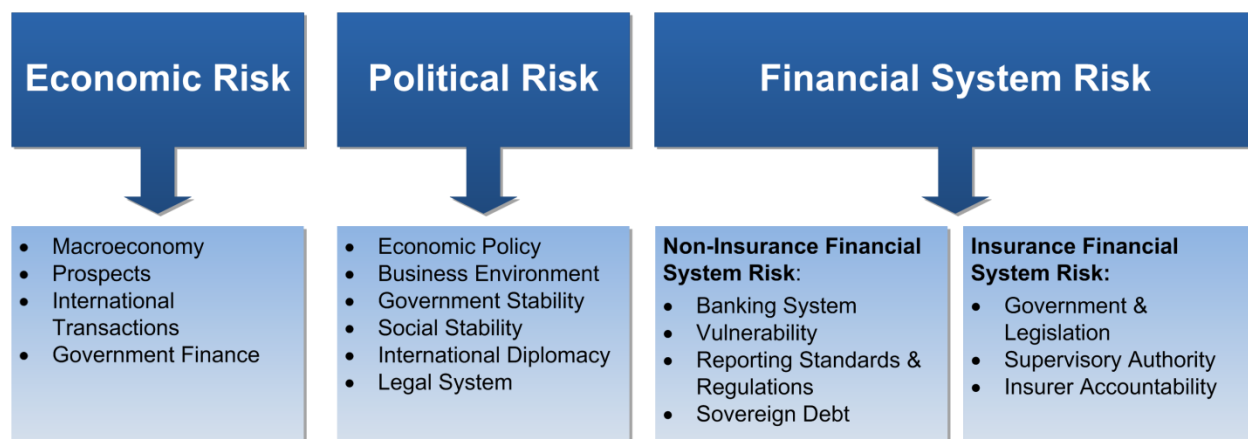 Economic Risk
Political Risk
Financial System Risk
• Macroeconomy
• Prospects
• International
Transactions
• Government Finance
• Economic Policy
• Business Environment
• Government Stability
• Social Stability
• International Diplomacy
• Legal System
Non-Insurance Financial
System Risk:
• Banking System
• Vulnerability
• Reporting Standards &
Regulations
• Sovereign Debt
Insurance Financial
System Risk:
• Government &
Legislation
• Supervisory Authority
• Insurer Accountability